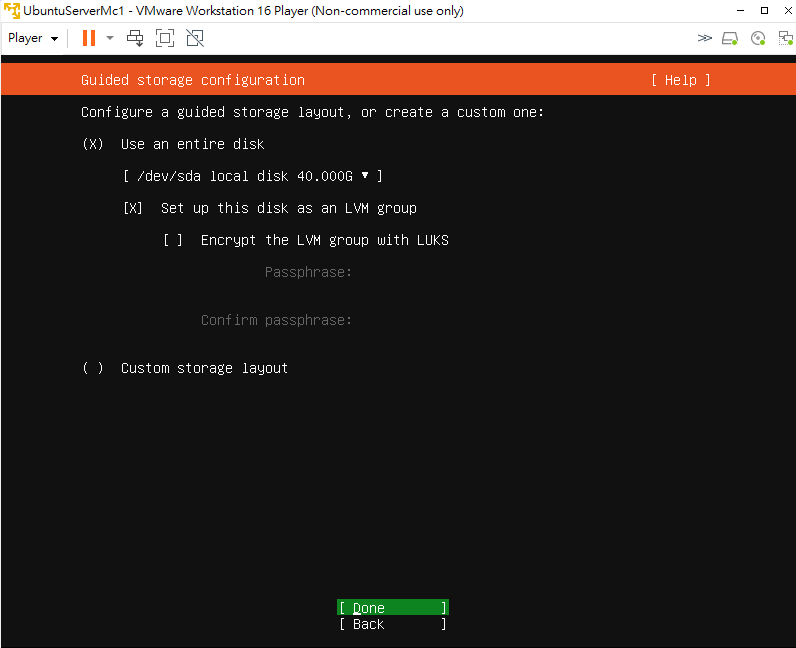 UbuntuServerMc1 - VMware Workstation 16 Player (Non-commercial use only)
Player
Guided storage configuration [ Help ]
Configure a guided storage layout, or create a custom one:
(X) Use an entire disk
[ /dev/sda local disk 40.000G ▾ ]
[X] Set up this disk as an LVM group
[ ] Encrypt the LVM group with LUKS
Passphrase:
Confirm passphrase:
( ) Custom storage layout
[ Done ]
[ Back ]